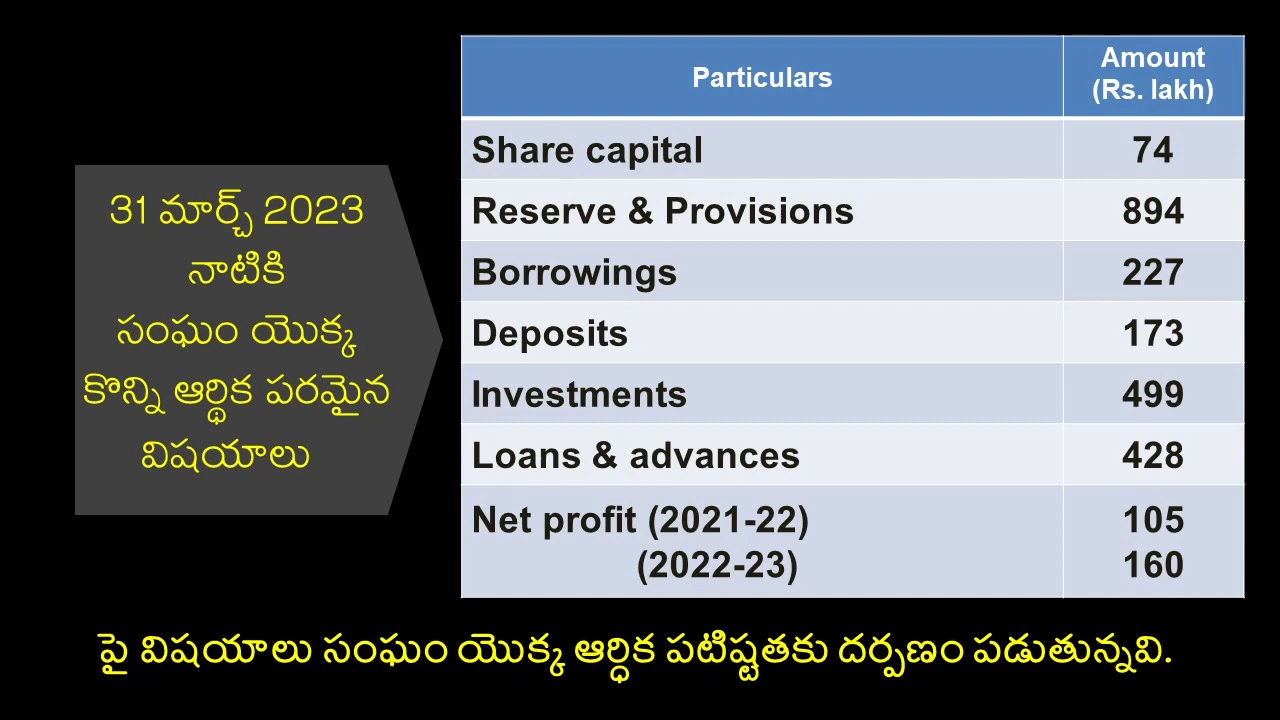 31 మార్చ్ 2023
నాటికి
సంఘం యొక్క
కొన్ని ఆర్థిక పరమైన
విషయాలు
Particulars Amount (Rs. lakh)
Share capital 74
Reserve & Provisions 894
Borrowings 227
Deposits 173
Investments 499
Loans & advances 428
Net profit (2021-22) 105
(2022-23) 160
పై విషయాలు సంఘం యొక్క ఆర్ధిక పటిష్టతకు దర్పణం పడుతున్నవి.